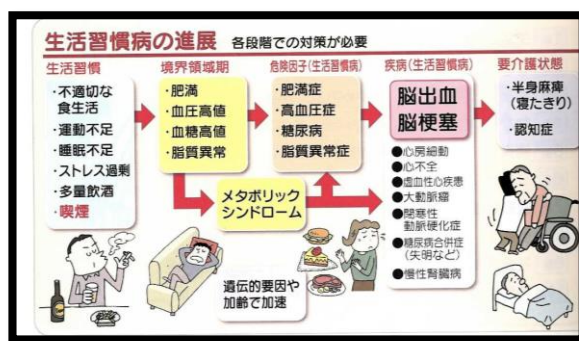 生活習慣病の進展 各段階での対策が必要
生活習慣
・不適切な
食生活
・運動不足
・睡眠不足
・ストレス過剰
・多量飲酒
・喫煙
境界領域期
・肥満
・血圧高値
・血糖高値
・脂質異常
メタボリック
シンドローム
遺伝的要因や
加齢で加速
危険因子(生活習慣病)
・肥満症
・高血圧症
・糖尿病
・脂質異常症
疾病(生活習慣病)
脳出血
脳梗塞
●心房細動
●心不全
●虚血性心疾患
●大動脈瘤
●閉塞性
動脈硬化症
●糖尿病合併症
(失明など)
●慢性腎臓病
要介護状態
・半身麻痺
(寝たきり)
・認知症